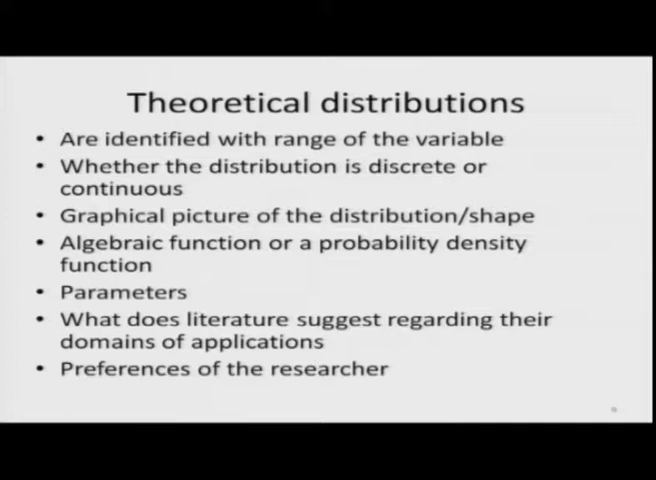 Theoretical distributions
• Are identified with range of the variable
• Whether the distribution is discrete or
continuous
• Graphical picture of the distribution/shape
• Algebraic function or a probability density
function
• Parameters
• What does literature suggest regarding their
domains of applications
• Preferences of the researcher